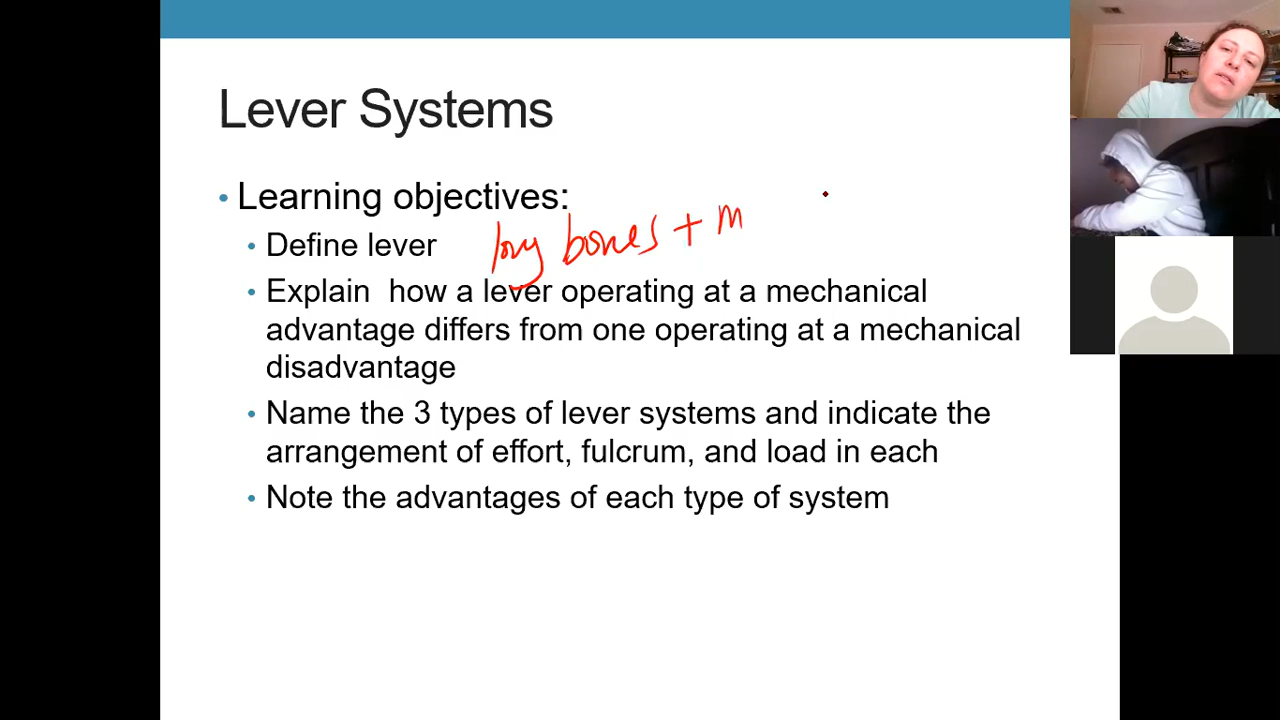 Lever Systems
• Learning objectives:
• Define lever
long bones + m
• Explain how a lever operating at a mechanical
advantage differs from one operating at a mechanical
disadvantage
• Name the 3 types of lever systems and indicate the
arrangement of effort, fulcrum, and load in each
• Note the advantages of each type of system